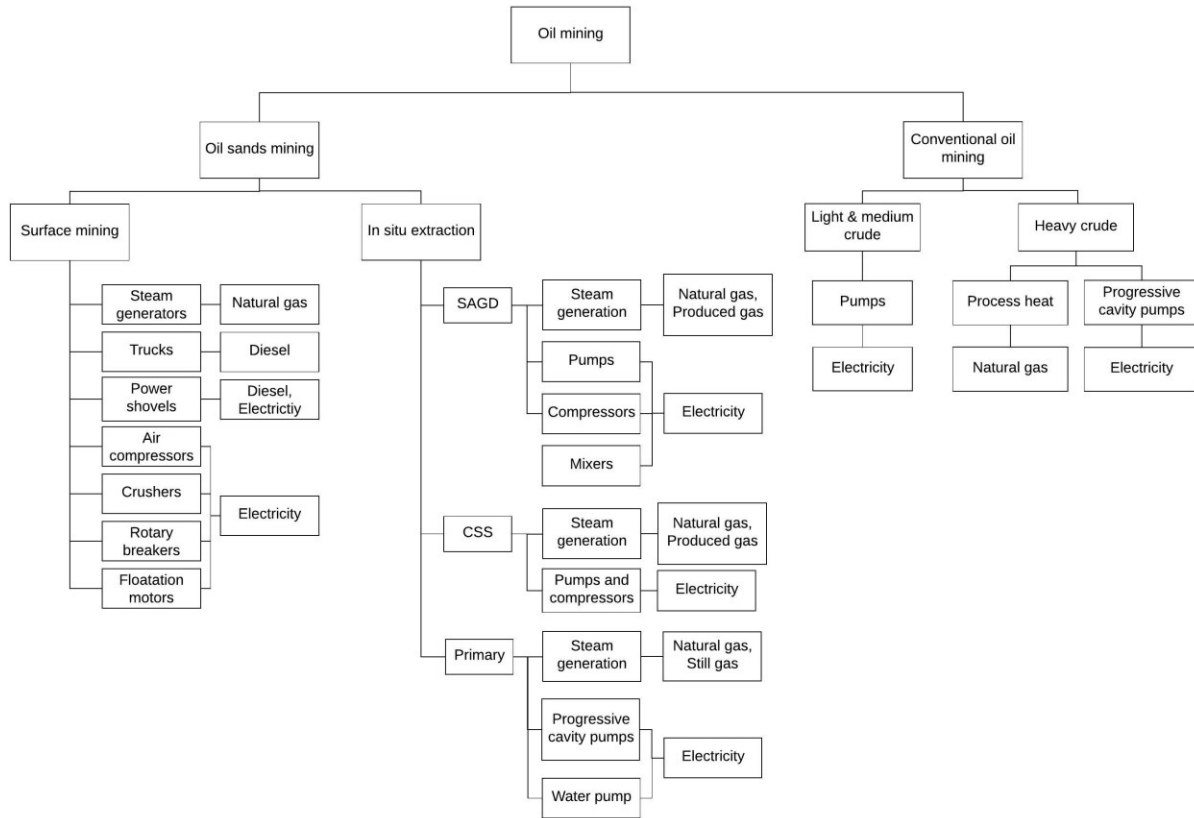 Oil mining
Oil sands mining
Conventional oil
mining
Surface mining
In situ extraction
Light & medium
crude
Heavy crude
Steam
generators
Natural gas
Trucks
Diesel
Power
shovels
Diesel,
Electrictiy
Air
compressors
Crushers
Rotary
breakers
Floatation
motors
Electricity
SAGD
Steam
generation
Natural gas,
Produced gas
Pumps
Compressors
Mixers
Electricity
CSS
Steam
generation
Natural gas,
Produced gas
Pumps and
compressors
Electricity
Primary
Steam
generation
Natural gas,
Still gas
Progressive
cavity pumps
Water pump
Electricity
Pumps
Electricity
Process heat
Natural gas
Progressive
cavity pumps
Electricity